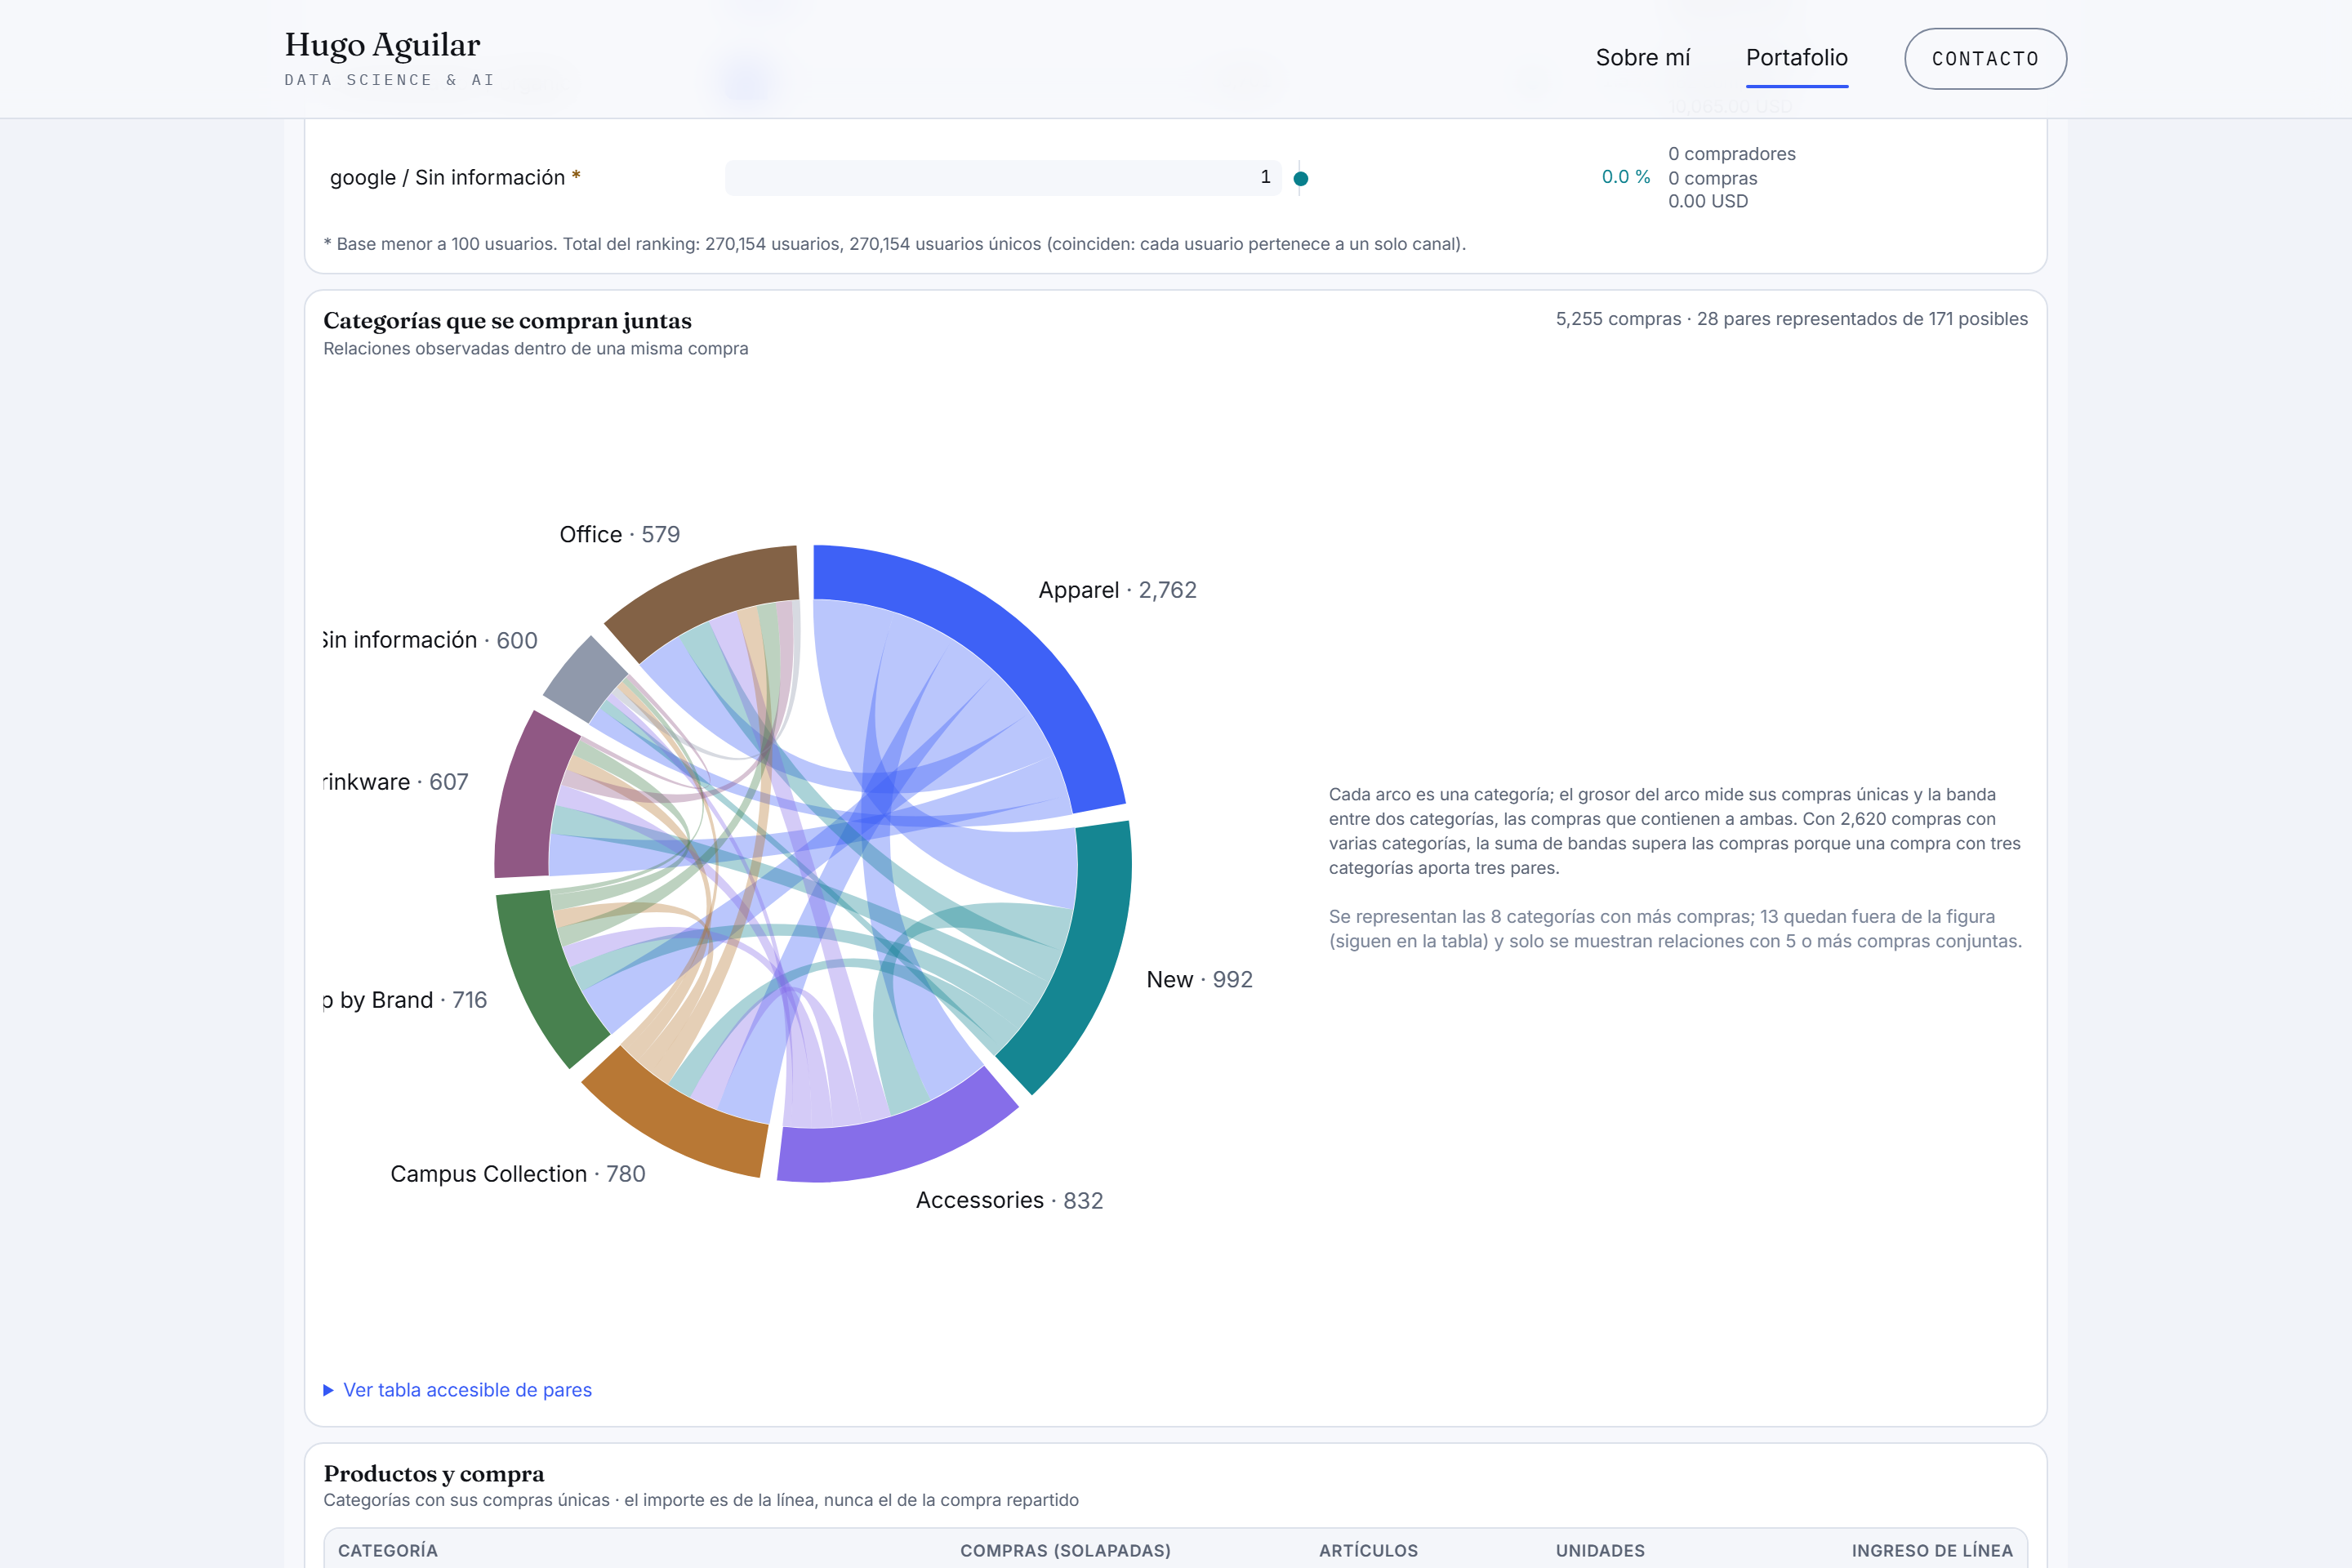 Hugo Aguilar
DATA SCIENCE & AI
Sobre mí
Portafolio
CONTACTO
google / Sin información *
1
0.0 %
0 compradores
0 compras
0.00 USD
* Base menor a 100 usuarios. Total del ranking: 270,154 usuarios, 270,154 usuarios únicos (coinciden: cada usuario pertenece a un solo canal).
Categorías que se compran juntas
5,255 compras · 28 pares representados de 171 posibles
Relaciones observadas dentro de una misma compra
Office · 579
Apparel · 2,762
Sin información · 600
rinkware · 607
p by Brand · 716
New · 992
Campus Collection · 780
Accessories · 832
Cada arco es una categoría; el grosor del arco mide sus compras únicas y la banda
entre dos categorías, las compras que contienen a ambas. Con 2,620 compras con
varias categorías, la suma de bandas supera las compras porque una compra con tres
categorías aporta tres pares.
Se representan las 8 categorías con más compras; 13 quedan fuera de la figura
(siguen en la tabla) y solo se muestran relaciones con 5 o más compras conjuntas.
Ver tabla accesible de pares
Productos y compra
Categorías con sus compras únicas · el importe es de la línea, nunca el de la compra repartido
CATEGORÍA
COMPRAS (SOLAPADAS)
ARTÍCULOS
UNIDADES
INGRESO DE LÍNEA